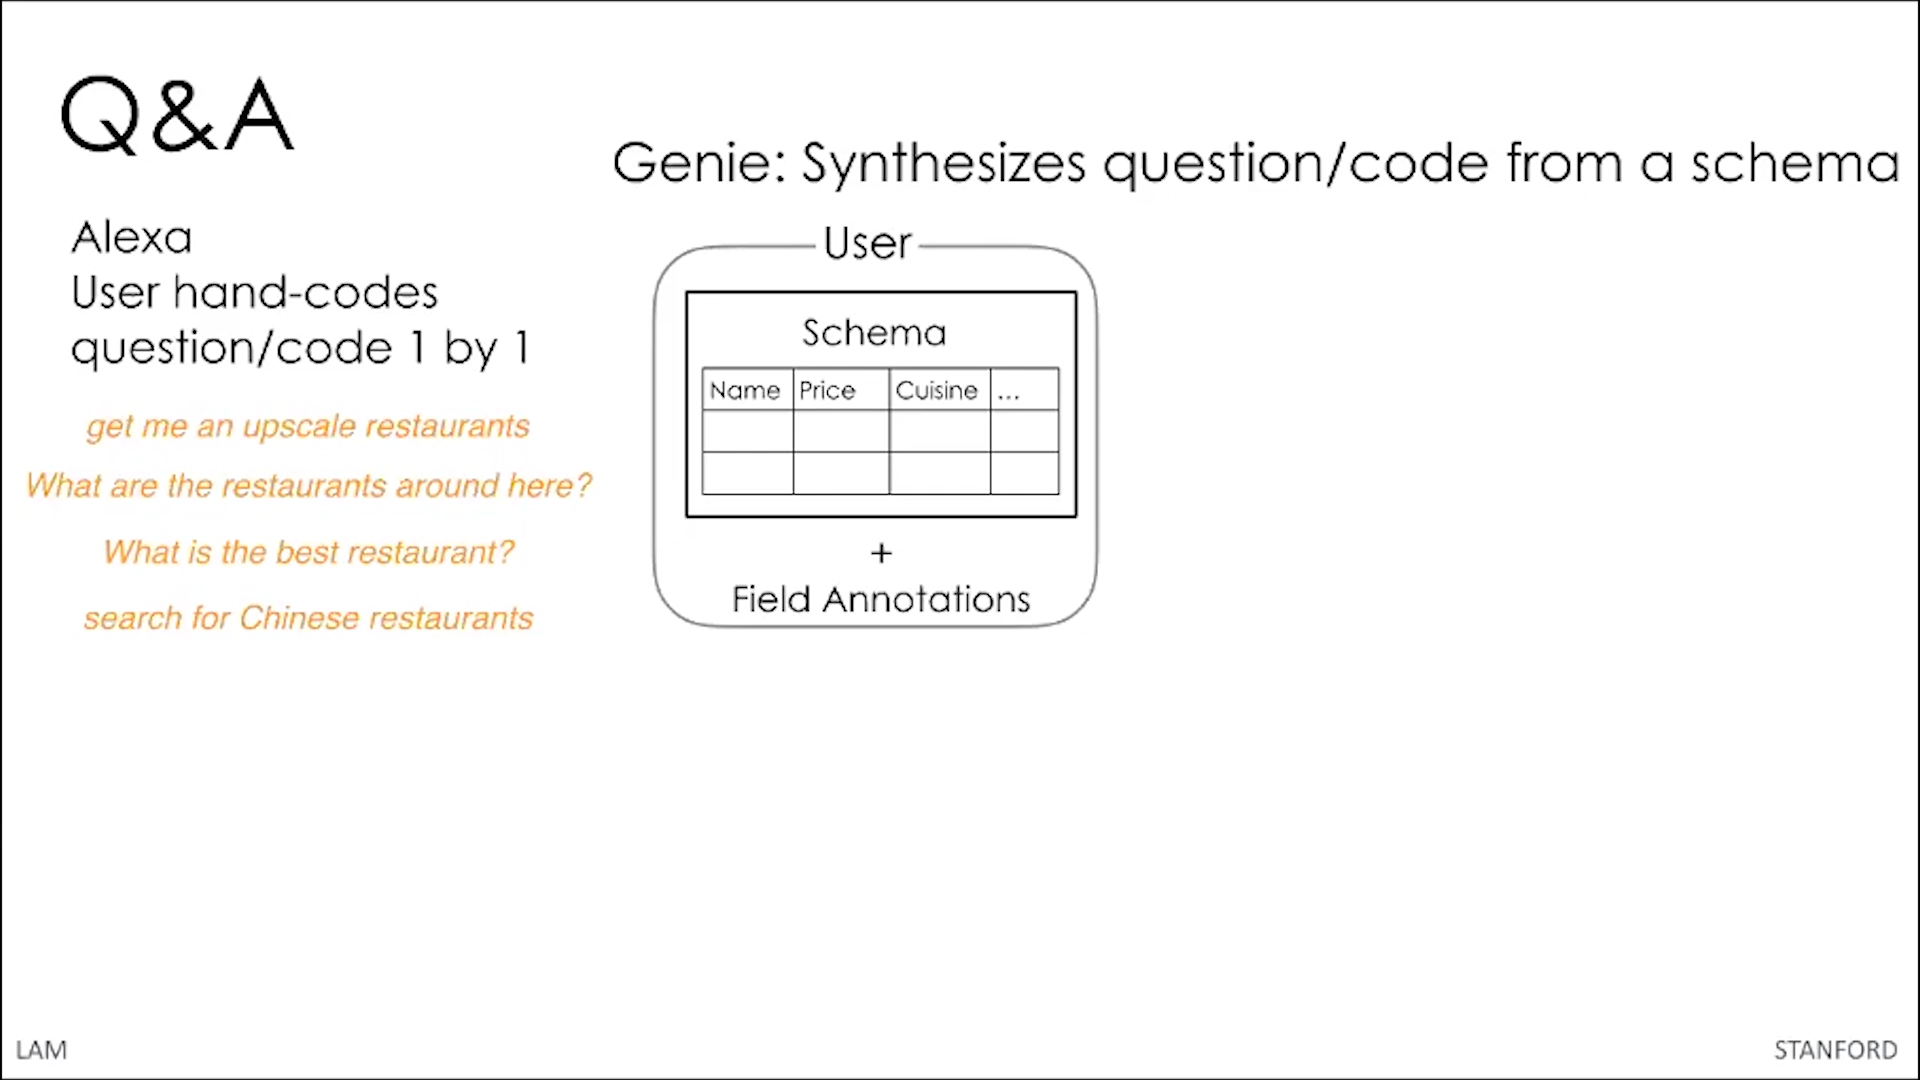 Q&A
Genie: Synthesizes question/code from a schema
Alexa
User hand-codes
question/code 1 by 1
get me an upscale restaurants
What are the restaurants around here?
What is the best restaurant?
search for Chinese restaurants
User
Schema
Name Price Cuisine ...
+
Field Annotations
LAM
STANFORD